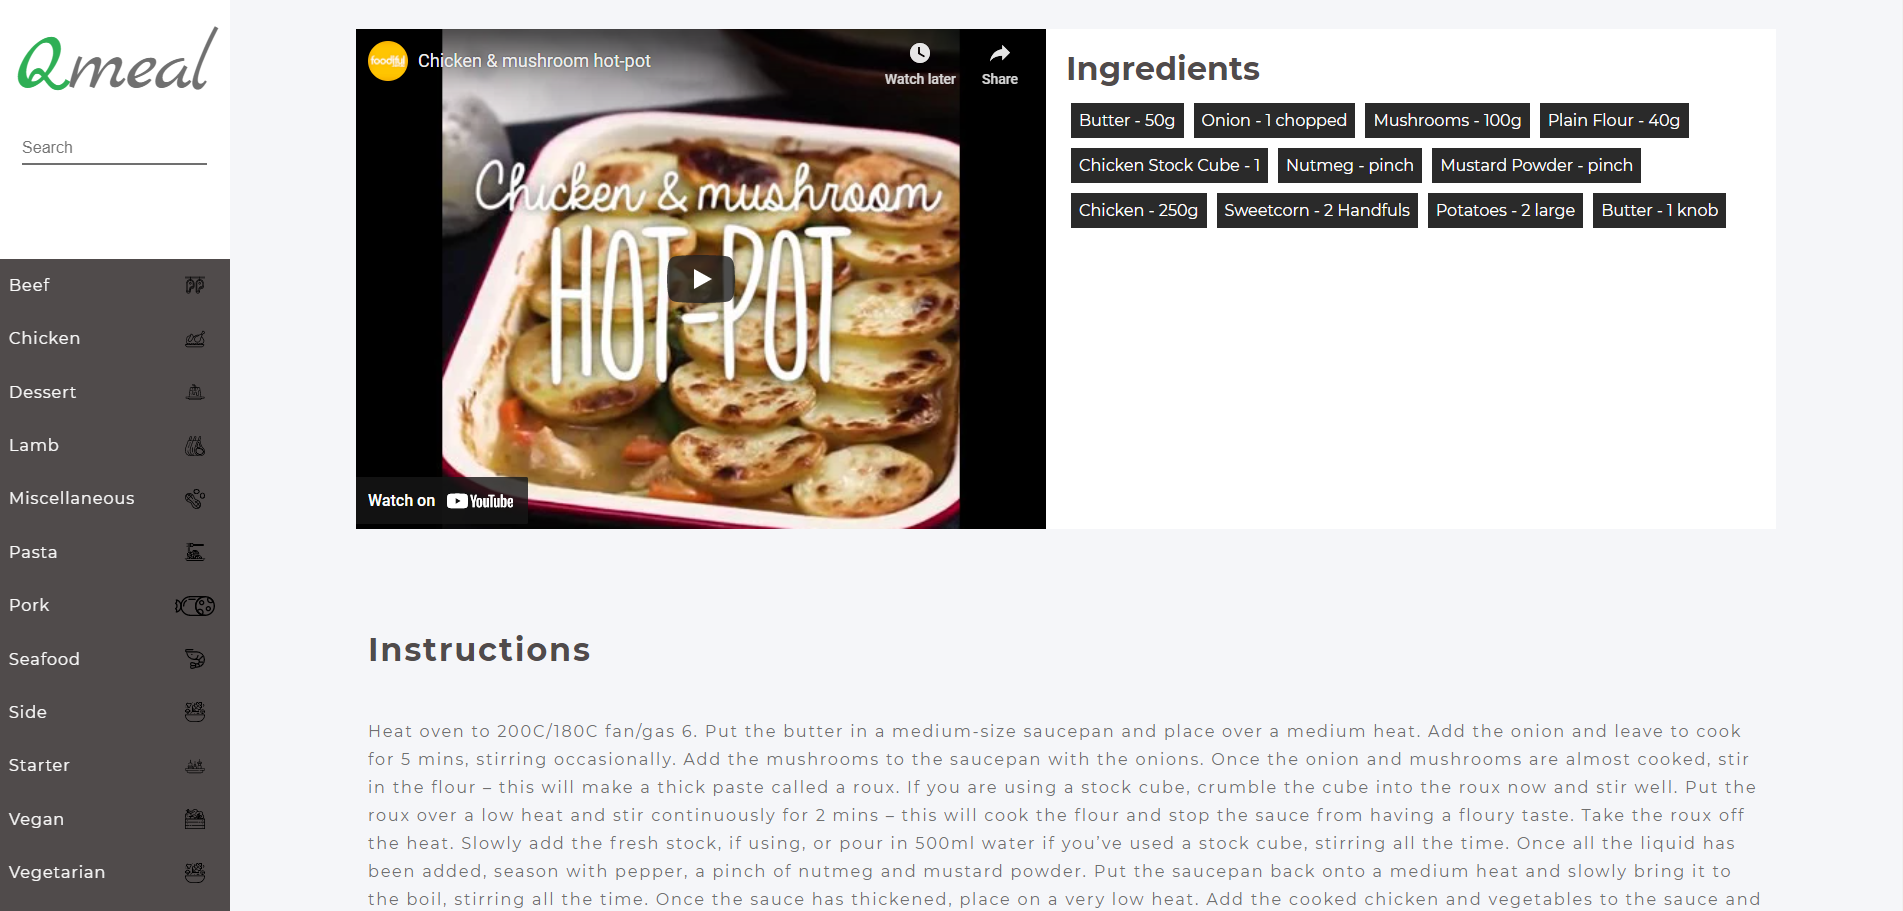 Qmeal
Search
Beef
Chicken
Dessert
Lamb
Miscellaneous
Pasta
Pork
Seafood
Side
Starter
Vegan
Vegetarian
foodiful
Chicken & mushroom hot-pot
Watch later
Share
Chicken & mushroom
HOT-POT
Watch on YouTube
Ingredients
Butter - 50g
Onion - 1 chopped
Mushrooms - 100g
Plain Flour - 40g
Chicken Stock Cube - 1
Nutmeg - pinch
Mustard Powder - pinch
Chicken - 250g
Sweetcorn - 2 Handfuls
Potatoes - 2 large
Butter - 1 knob
Instructions
Heat oven to 200C/180C fan/gas 6. Put the butter in a medium-size saucepan and place over a medium heat. Add the onion and leave to cook
for 5 mins, stirring occasionally. Add the mushrooms to the saucepan with the onions. Once the onion and mushrooms are almost cooked, stir
in the flour – this will make a thick paste called a roux. If you are using a stock cube, crumble the cube into the roux now and stir well. Put the
roux over a low heat and stir continuously for 2 mins – this will cook the flour and stop the sauce from having a floury taste. Take the roux off
the heat. Slowly add the fresh stock, if using, or pour in 500ml water if you’ve used a stock cube, stirring all the time. Once all the liquid has
been added, season with pepper, a pinch of nutmeg and mustard powder. Put the saucepan back onto a medium heat and slowly bring it to
the boil, stirring all the time. Once the sauce has thickened, place on a very low heat. Add the cooked chicken and vegetables to the sauce and